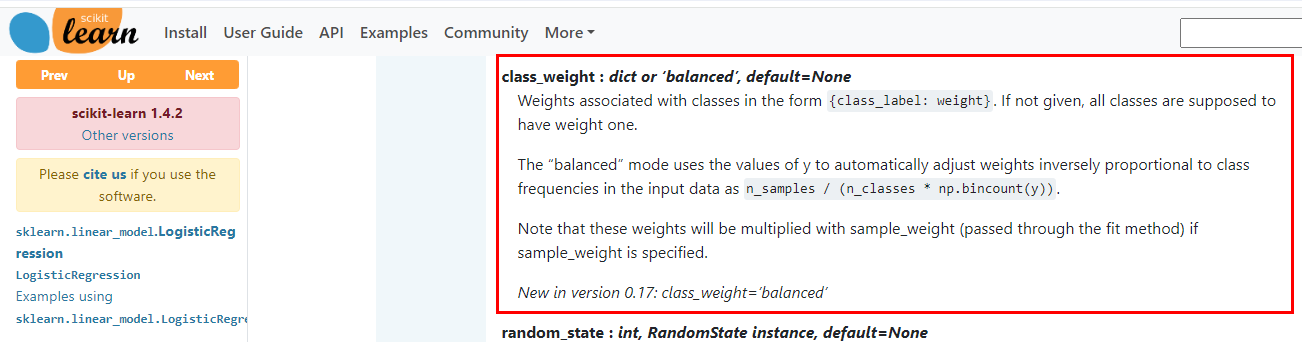 scikit
learn
Install User Guide API Examples Community More
Prev Up Next
scikit-learn 1.4.2
Other versions
Please cite us if you use the
software.
sklearn.linear_model.LogisticReg
ression
LogisticRegression
Examples using
sklearn.linear_model.LogisticRegre
class_weight : dict or ‘balanced’, default=None
Weights associated with classes in the form {class_label: weight}. If not given, all classes are supposed to
have weight one.
The “balanced” mode uses the values of y to automatically adjust weights inversely proportional to class
frequencies in the input data as n_samples / (n_classes * np.bincount(y)).
Note that these weights will be multiplied with sample_weight (passed through the fit method) if
sample_weight is specified.
New in version 0.17: class_weight=’balanced’
random_state : int, RandomState instance, default=None